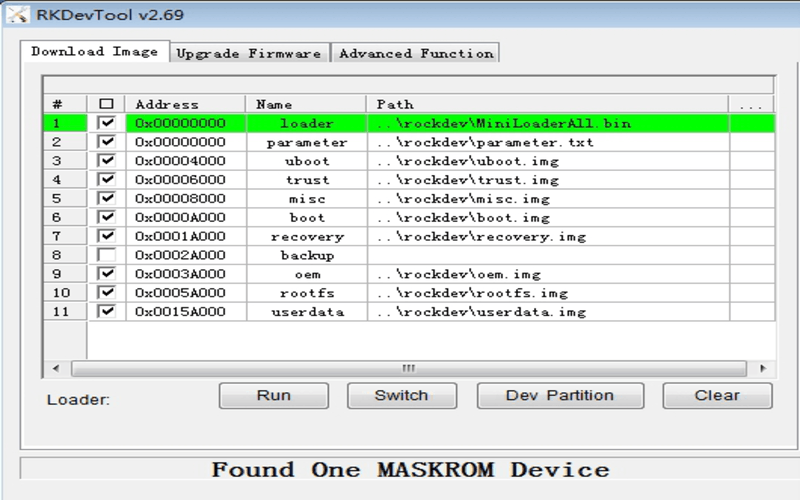 RKDevTool v2.69
Download Image Upgrade Firmware Advanced Function
# Address Name Path ...
1 0x00000000 loader ..\rockdev\MiniLoaderAll.bin
2 0x00000000 parameter ..\rockdev\parameter.txt
3 0x00004000 uboot ..\rockdev\uboot.img
4 0x00006000 trust ..\rockdev\trust.img
5 0x00008000 misc ..\rockdev\misc.img
6 0x0000A000 boot ..\rockdev\boot.img
7 0x0001A000 recovery ..\rockdev\recovery.img
8 0x0002A000 backup
9 0x0003A000 oem ..\rockdev\oem.img
10 0x0005A000 rootfs ..\rockdev\rootfs.img
11 0x0015A000 userdata ..\rockdev\userdata.img
Loader: Run Switch Dev Partition Clear
Found One MASKROM Device